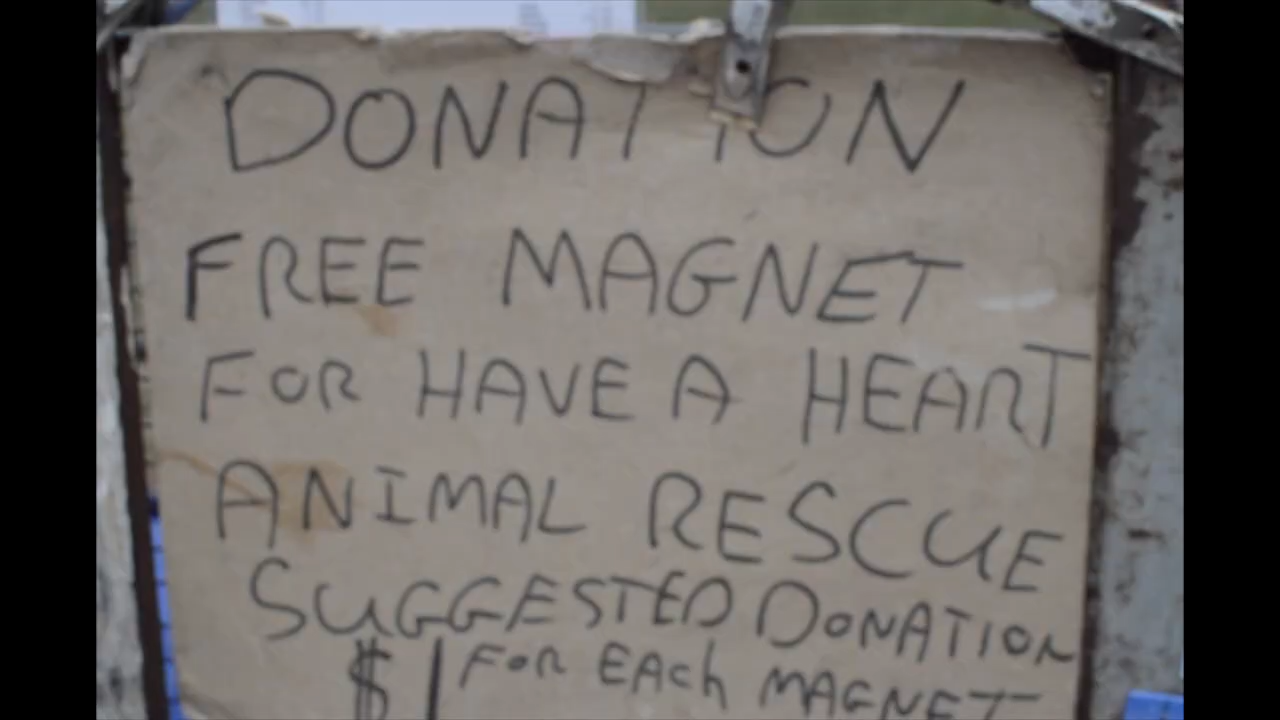 DONATION
FREE MAGNET
FOR HAVE A HEART
ANIMAL RESCUE
SUGGESTED DONATION
$1 FOR EACh MAGNET